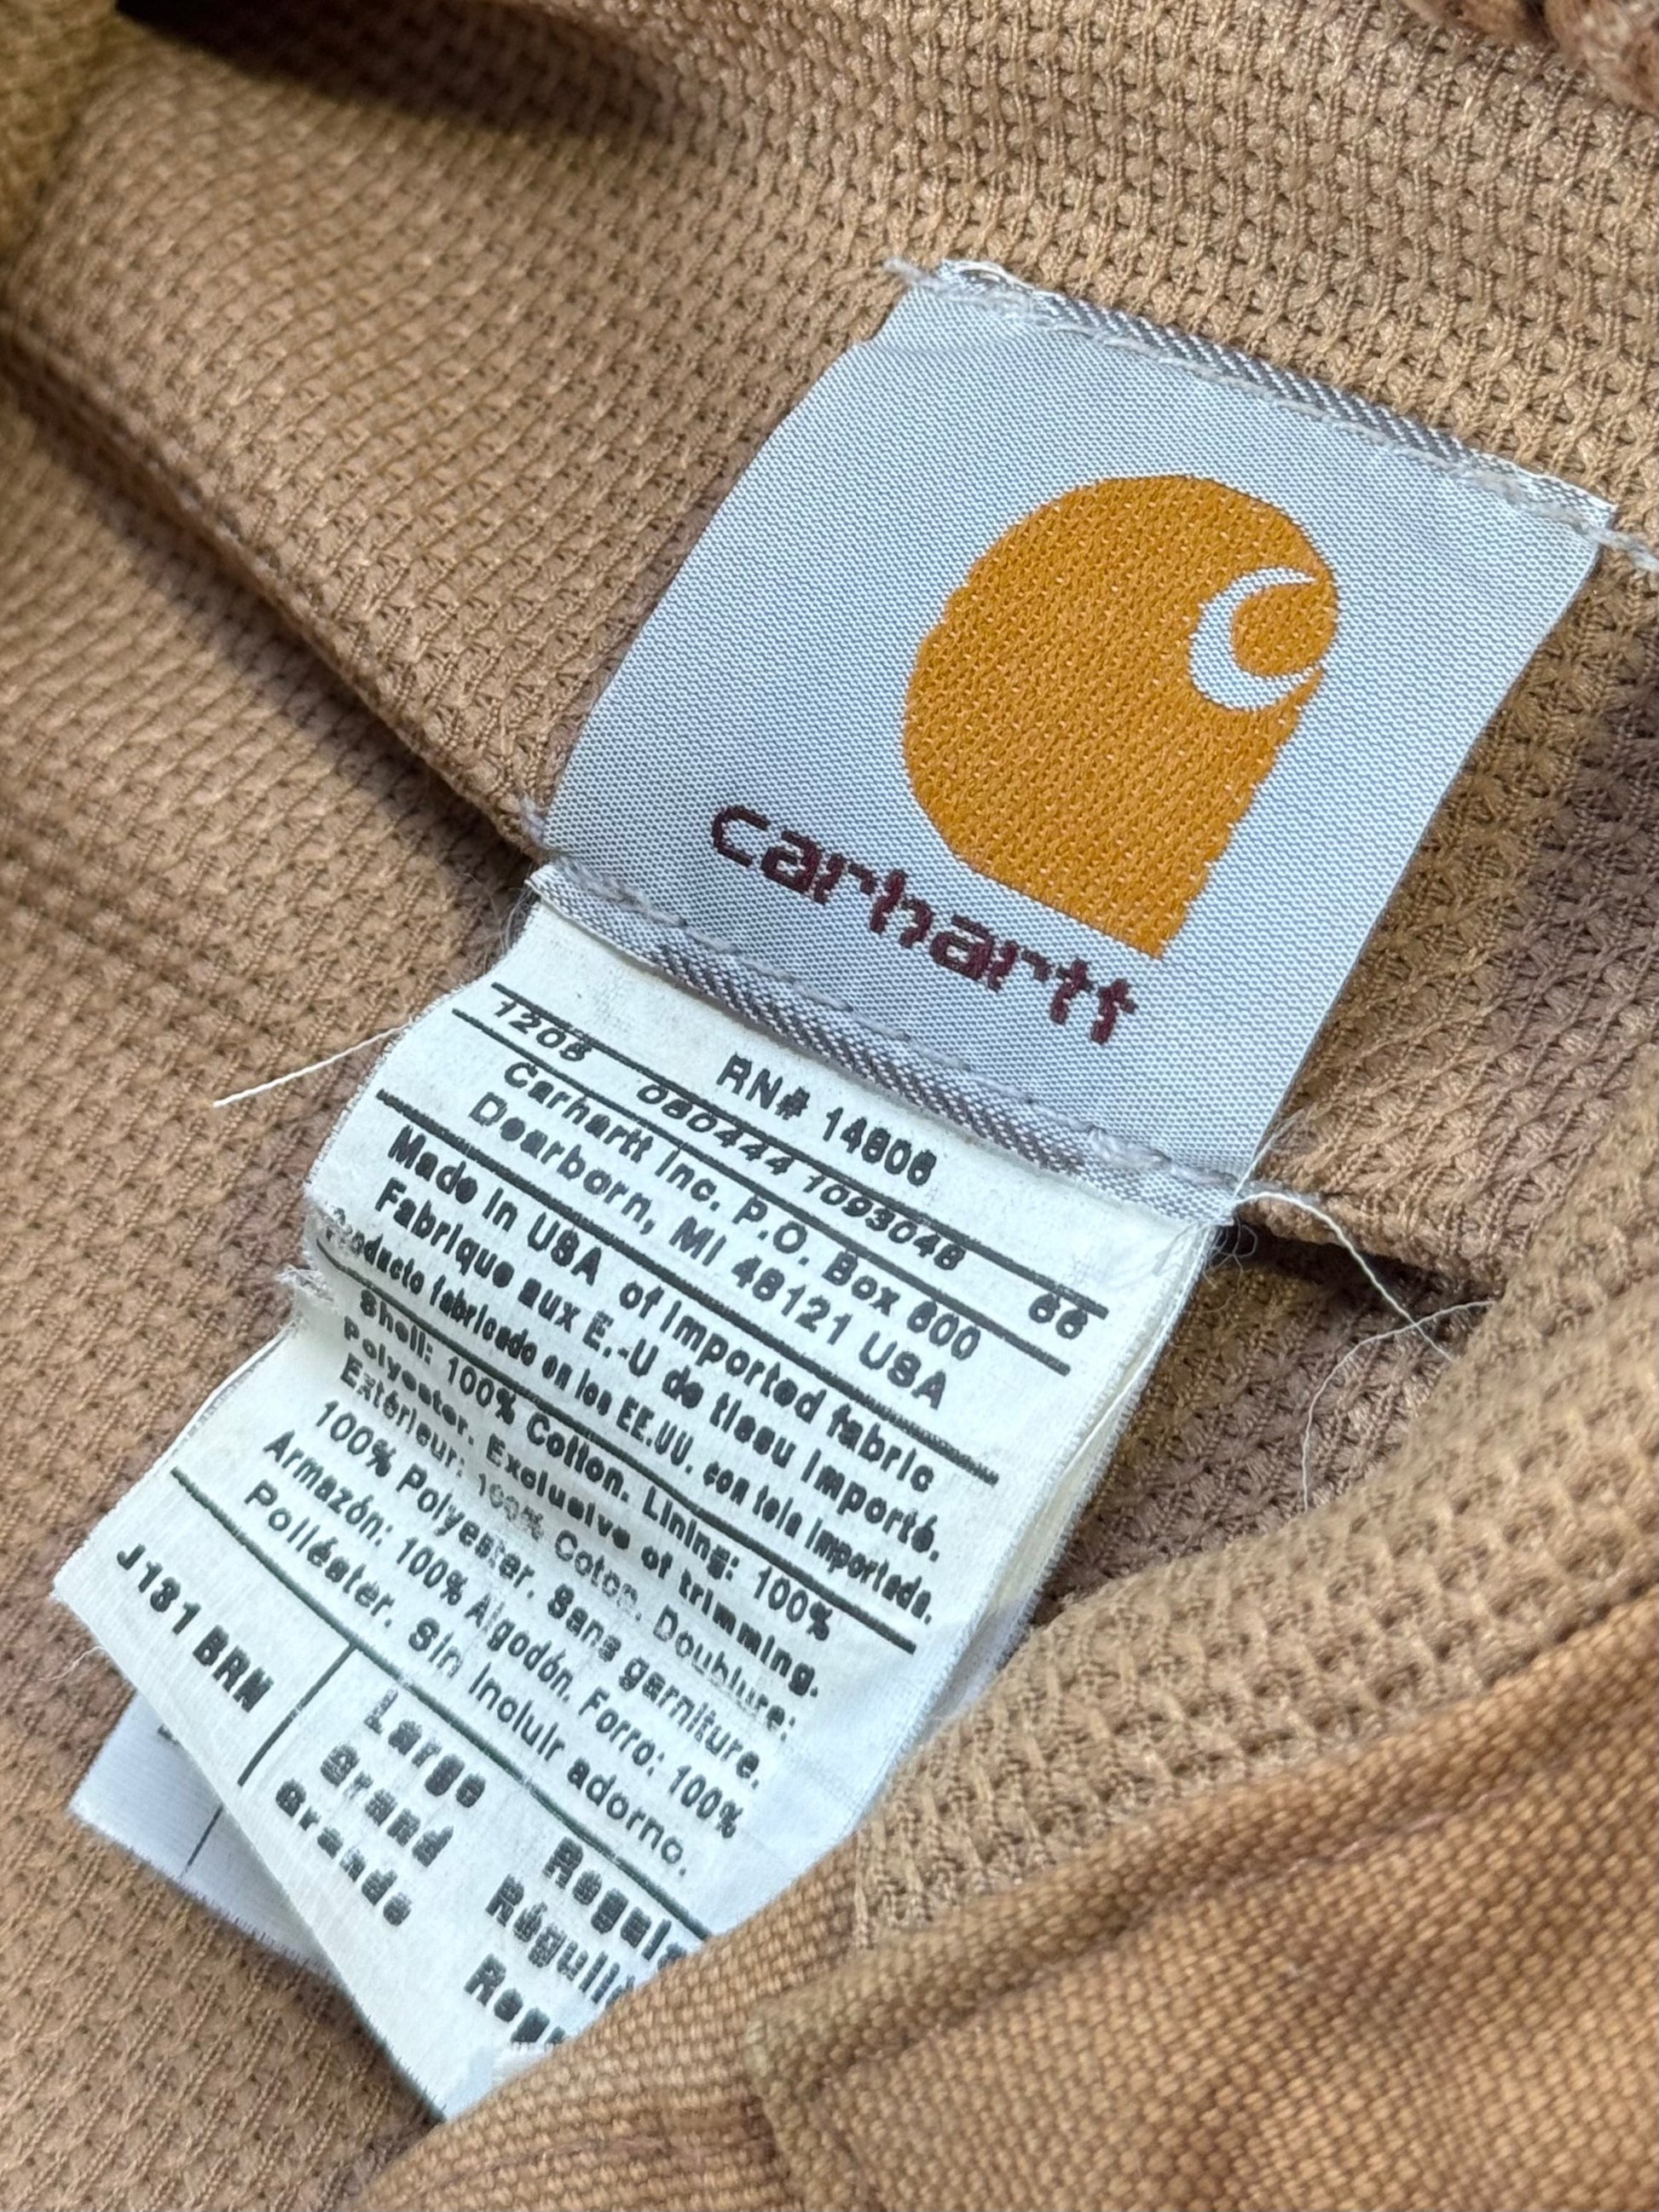 carhartt
RN# 14806
1208 080444 1093048 66
Carhartt Inc. P.O. Box 600
Dearborn, MI 48121 USA
Made in USA of imported fabric
Fabrique aux E.-U de tissu importé.
Producto fabricado en los EE.UU. con tela importada.
Shell: 100% Cotton. Lining: 100%
Polyester. Exclusive of trimming.
Extérieur: 100% Coton. Doublure:
100% Polyester. Sans garniture.
Armazón: 100% Algodón. Forro: 100%
Poliéster. Sin incluir adorno.
J131 BRN
Large
Grand
Grande